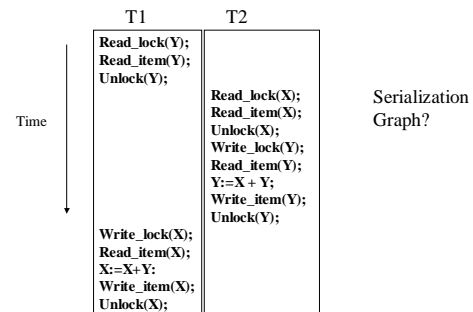 T1
T2
Read_lock(Y);
Read_item(Y);
Unlock(Y);
Read_lock(X);
Read_item(X);
Unlock(X);
Write_lock(Y);
Read_item(Y);
Y:=X + Y;
Write_item(Y);
Unlock(Y);
Write_lock(X);
Read_item(X);
X:=X+Y:
Write_item(X);
Unlock(X);
Time
Serialization
Graph?